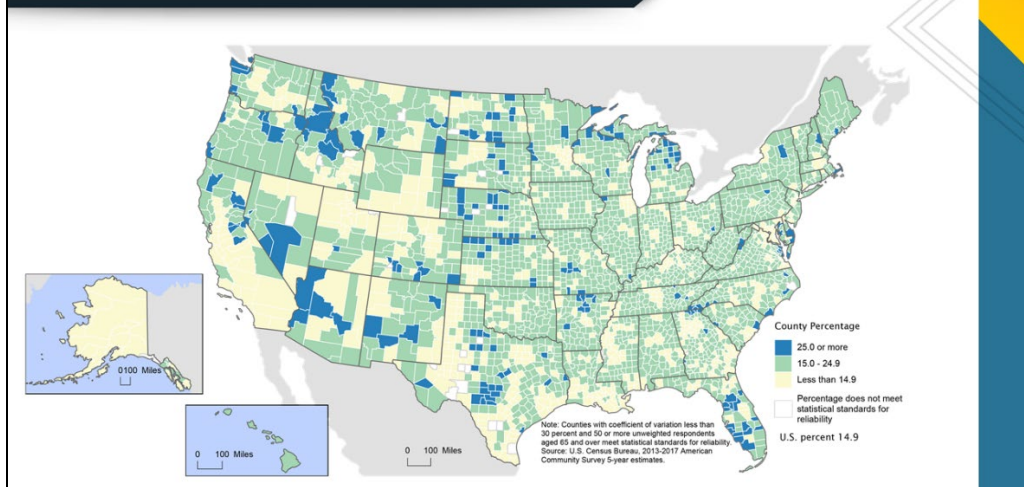 County Percentage
25.0 or more
15.0 - 24.9
Less than 14.9
Percentage does not meet
statistical standards for
reliability
U.S. percent 14.9
0100 Miles
0 100 Miles
0 100 Miles
Note: Counties with coefficient of variation less than
30 percent and 50 or more unweighted respondents
aged 65 and over meet statistical standards for reliability.
Source: U.S. Census Bureau, 2013-2017 American
Community Survey 5-year estimates.